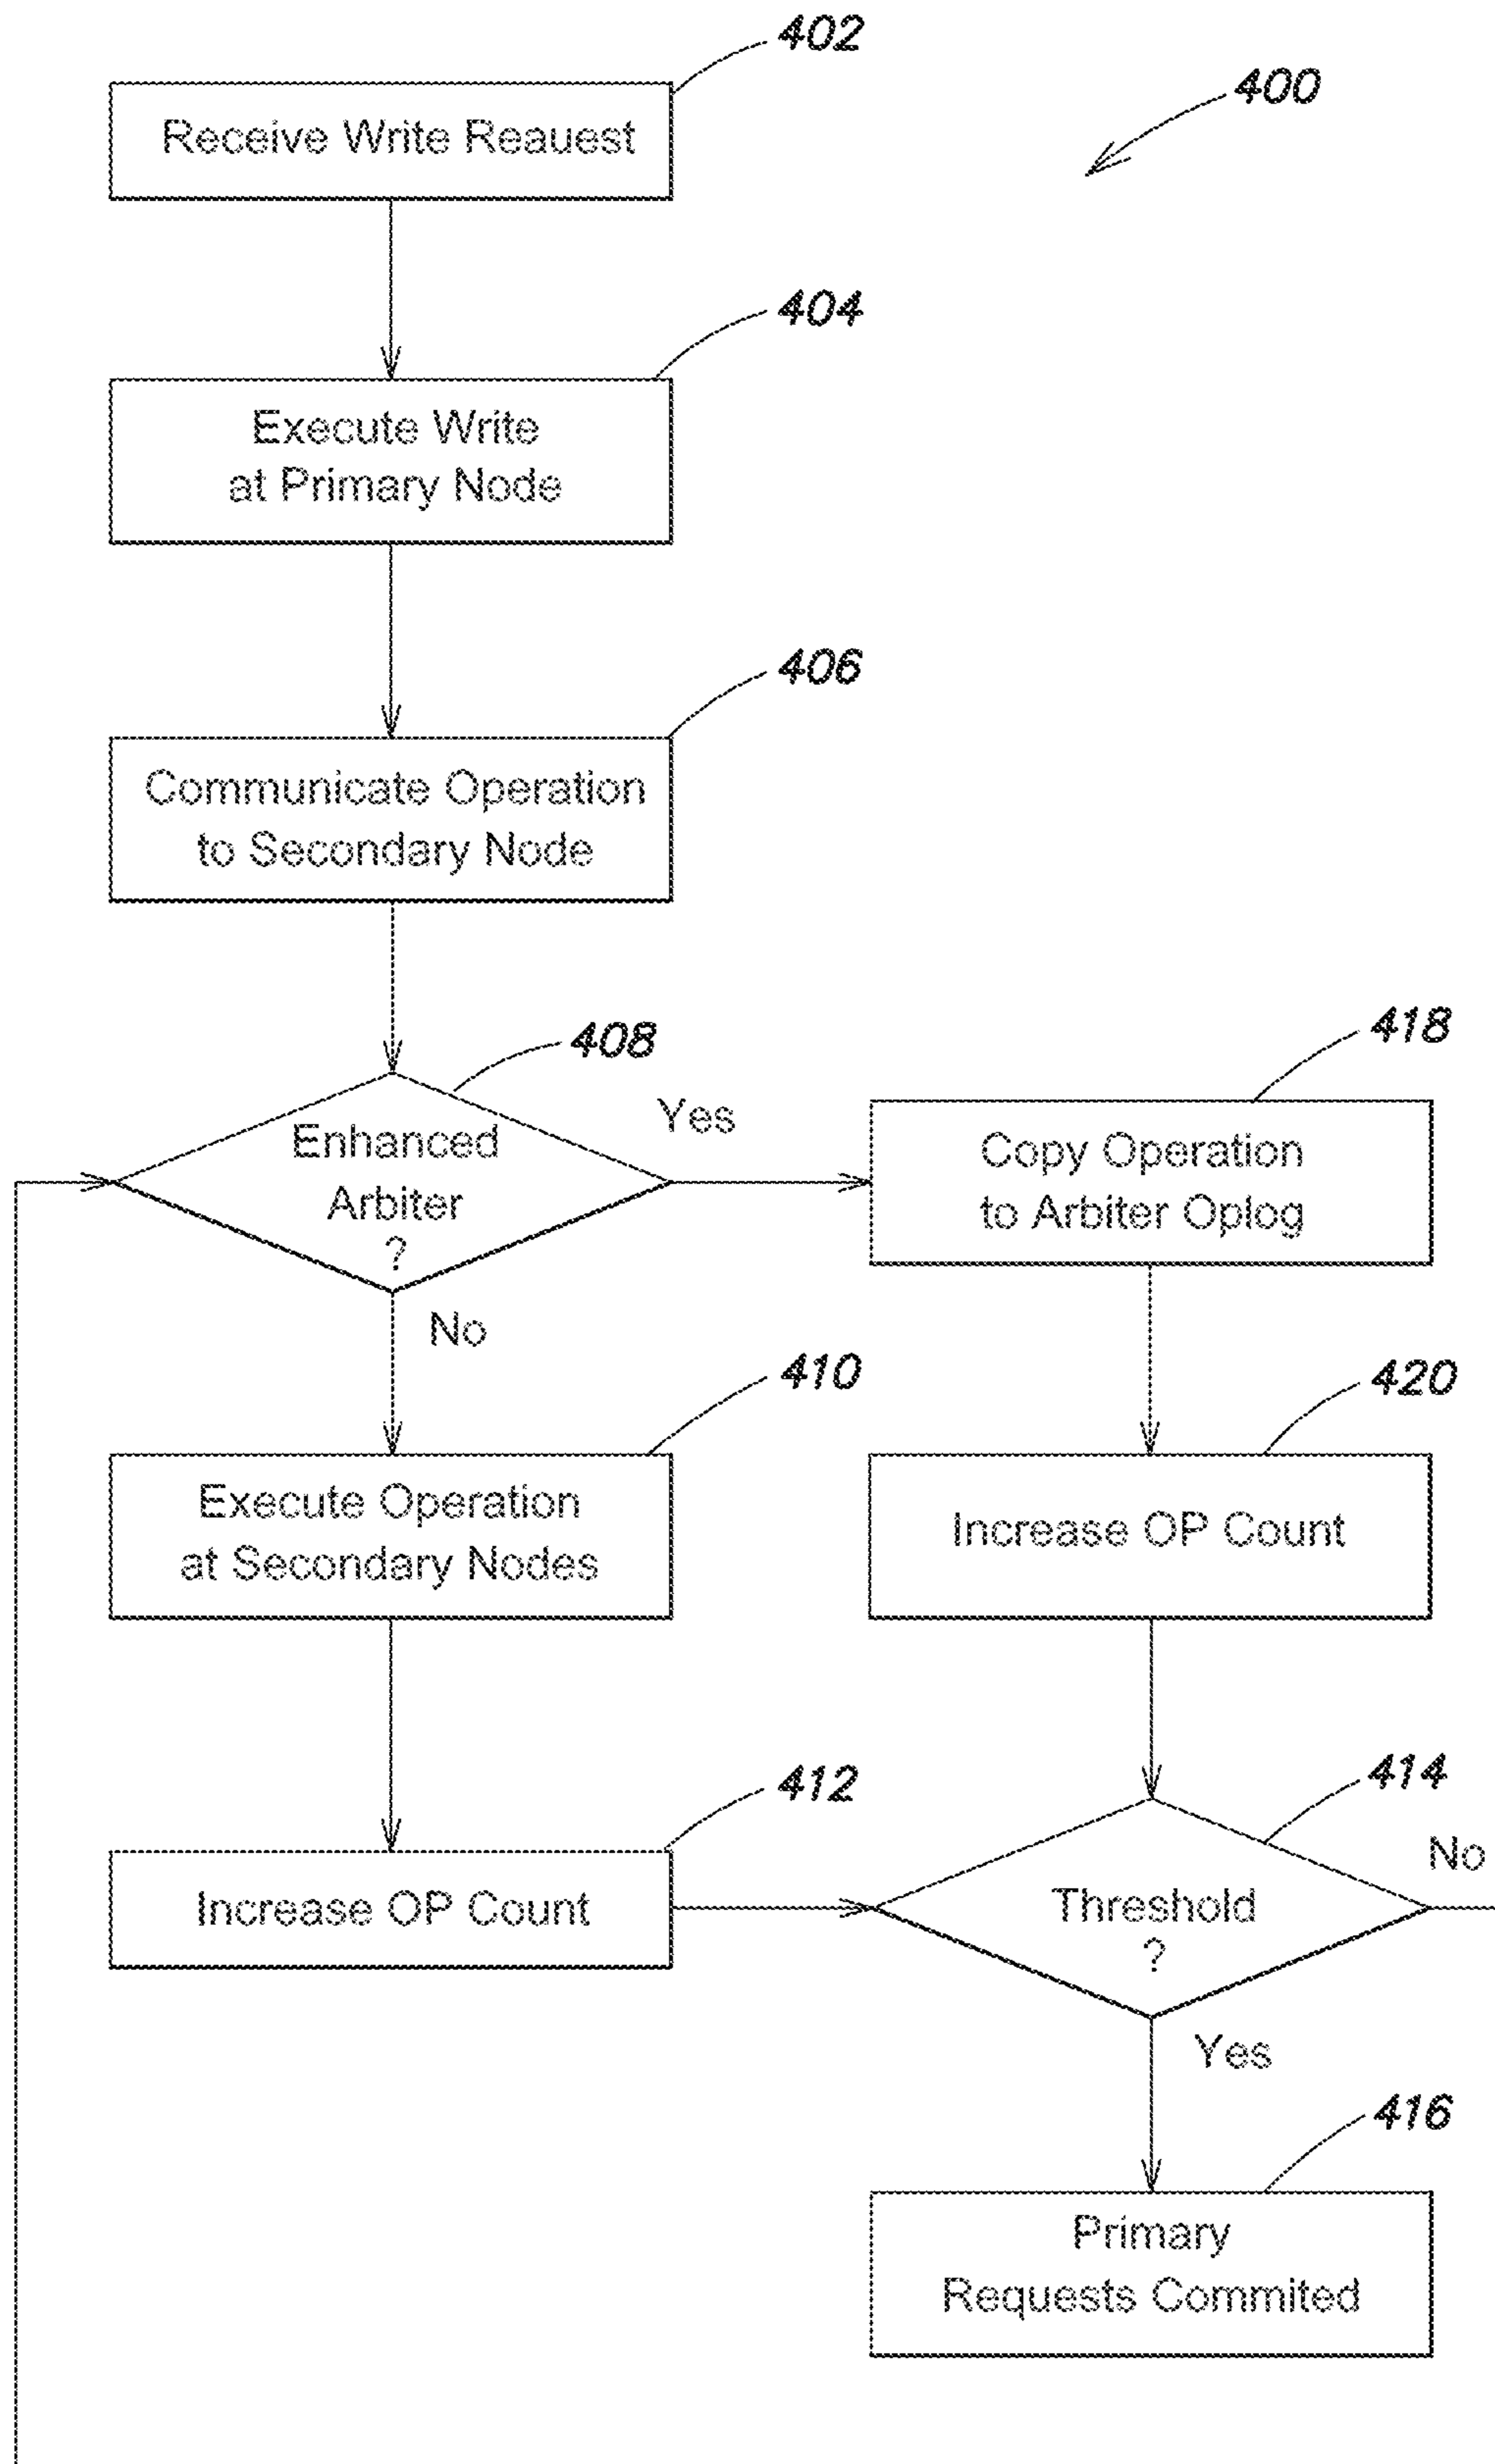 402
400
Receive Write Reauest
404
Execute Write
at Primary Node
406
Communicate Operation
to Secondary Node
408
418
Yes
Enhanced
Arbiter
?
Copy Operation
to Arbiter Oplog
No
410
420
Execute Operation
at Secondary Nodes
Increase OP Count
412
414
No
Increase OP Count
Threshold
?
Yes
416
Primary
Requests Commited